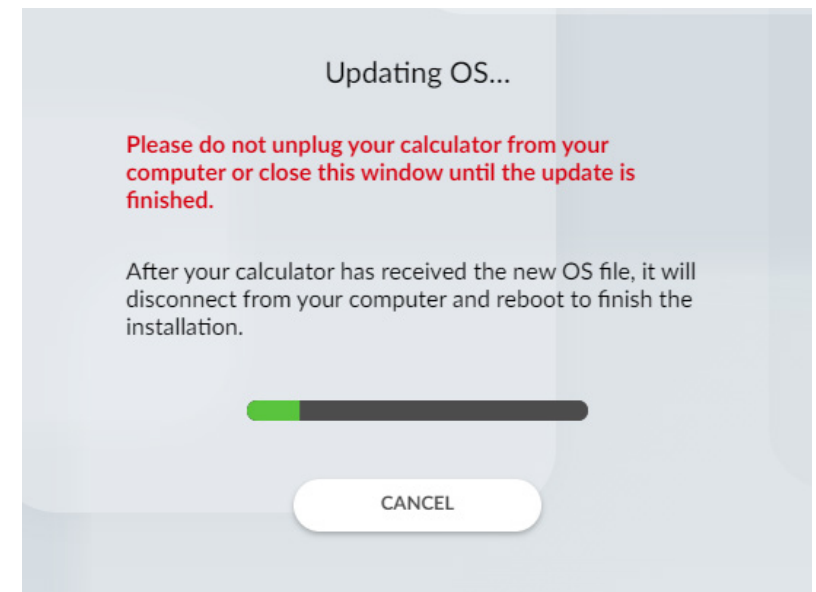 Updating OS...
Please do not unplug your calculator from your
computer or close this window until the update is
finished.
After your calculator has received the new OS file, it will
disconnect from your computer and reboot to finish the
installation.
CANCEL